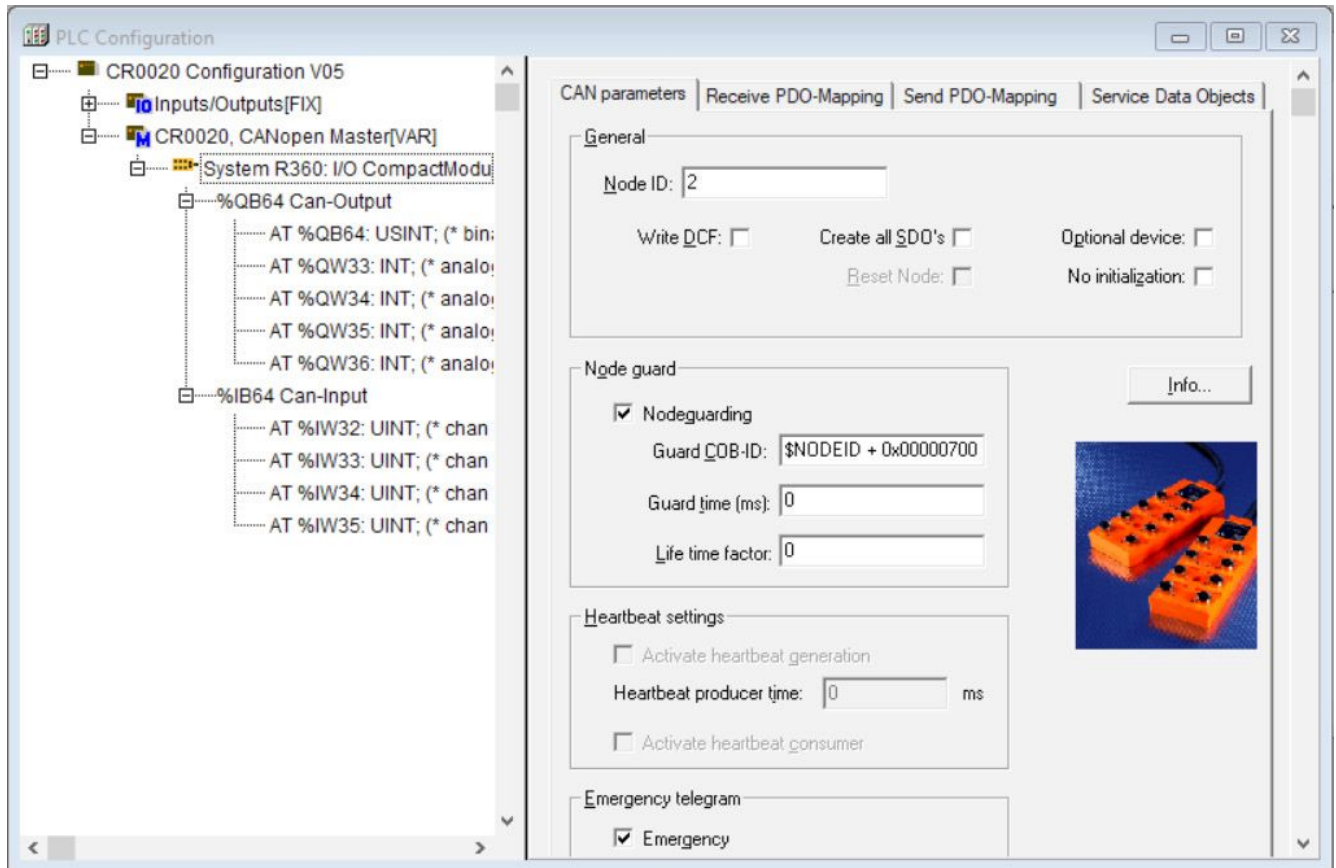 PLC Configuration
CR0020 Configuration V05
Inputs/Outputs[FIX]
CR0020, CANopen Master[VAR]
System R360: I/O CompactModu
%QB64 Can-Output
AT %QB64: USINT; (* bina
AT %QW33: INT; (* analog
AT %QW34: INT; (* analog
AT %QW35: INT; (* analog
AT %QW36: INT; (* analog
%IB64 Can-Input
AT %IW32: UINT; (* chan
AT %IW33: UINT; (* chan
AT %IW34: UINT; (* chan
AT %IW35: UINT; (* chan
CAN parameters Receive PDO-Mapping Send PDO-Mapping Service Data Objects
General
Node ID: 2
Write DCF: Create all SDO's Optional device:
Reset Node: No initialization:
Node guard
Info...
Nodeguarding
Guard COB-ID: $NODEID + 0x00000700
Guard time (ms): 0
Life time factor: 0
Heartbeat settings
Activate heartbeat generation
Heartbeat producer time: 0 ms
Activate heartbeat consumer
Emergency telegram
Emergency